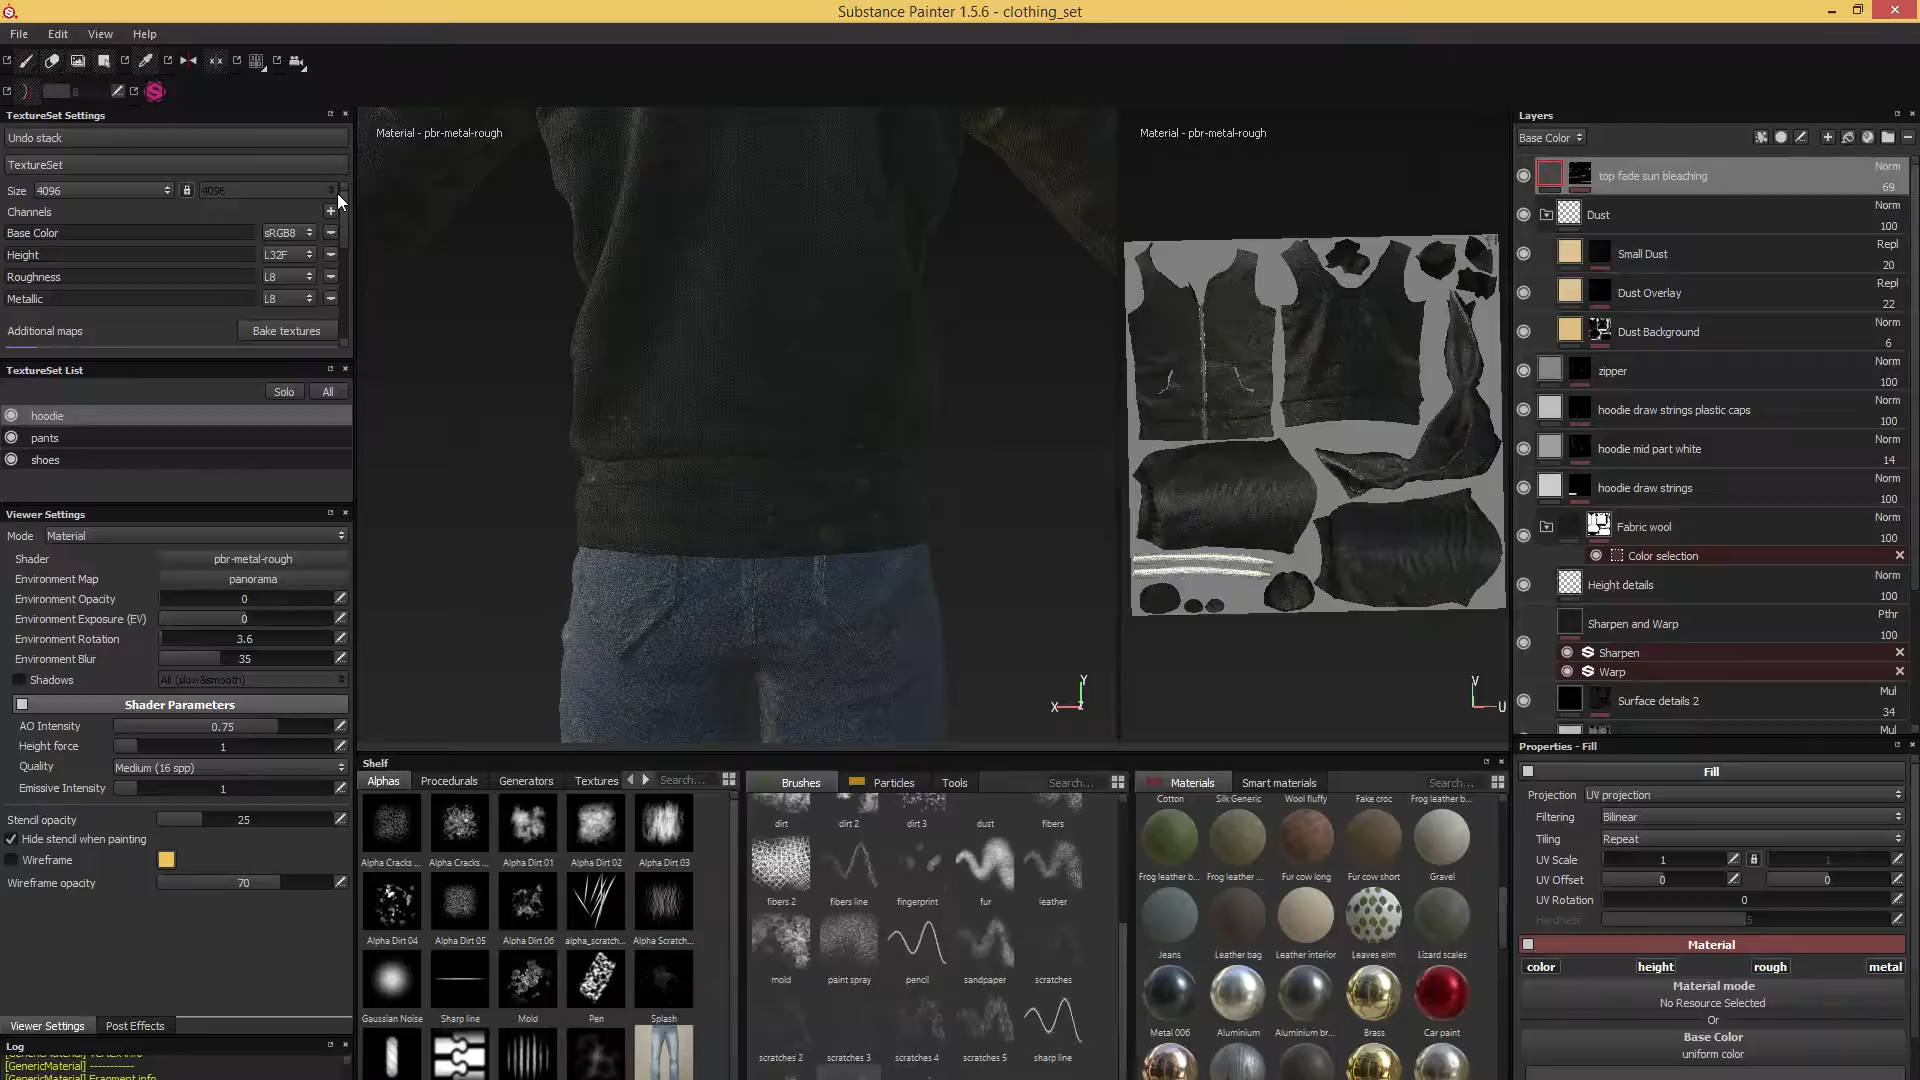 Substance Painter 1.5.6 - clothing_set
File
Edit
View
Help
8
TextureSet Settings
Undo stack
TextureSet
Size
4096
4096
Channels
Base Color
sRGB8
Height
L32F
Roughness
L8
Metallic
L8
Additional maps
Bake textures
TextureSet List
Solo
All
hoodie
pants
shoes
Viewer Settings
Mode
Material
Shader
pbr-metal-rough
Environment Map
panorama
Environment Opacity
0
Environment Exposure (EV)
0
Environment Rotation
3.6
Environment Blur
35
Shadows
All (slow&smooth)
Shader Parameters
AO Intensity
0.75
Height force
1
Quality
Medium (16 spp)
Emissive Intensity
1
Stencil opacity
25
Hide stencil when painting
Wireframe
Wireframe opacity
70
Viewer Settings
Post Effects
Log
[GenericMaterial] -----------
[GenericMaterial] Fragment info
Material - pbr-metal-rough
Y
X
Material - pbr-metal-rough
V
U
Shelf
Alphas
Procedurals
Generators
Textures
Search...
Alpha Cracks ...
Alpha Cracks ...
Alpha Dirt 01
Alpha Dirt 02
Alpha Dirt 03
Alpha Dirt 04
Alpha Dirt 05
Alpha Dirt 06
alpha_scratch...
Alpha Scratch...
Gaussian Noise
Sharp line
Mold
Pen
Splash
Brushes
Particles
Tools
Search...
dirt
dirt 2
dirt 3
dust
fibers
fibers 2
fibers line
fingerprint
fur
leather
mold
paint spray
pencil
sandpaper
scratches
scratches 2
scratches 3
scratches 4
scratches 5
sharp line
Materials
Smart materials
Search...
Cotton
Silk Generic
Wool fluffy
Fake croc
Frog leather b...
Frog leather b...
Frog leather ...
Fur cow long
Fur cow short
Gravel
Jeans
Leather bag
Leather interior
Leaves elm
Lizard scales
Metal 006
Aluminium
Aluminium br...
Brass
Car paint
Layers
Base Color
top fade sun bleaching
Norm
69
Dust
Norm
100
Small Dust
Repl
20
Dust Overlay
Repl
22
Dust Background
Norm
6
zipper
Norm
100
hoodie draw strings plastic caps
Norm
100
hoodie mid part white
Norm
14
hoodie draw strings
Norm
100
Fabric wool
Norm
100
Color selection
Height details
Norm
100
Sharpen and Warp
Pthr
100
Sharpen
Warp
Surface details 2
Mul
34
Mul
Properties - Fill
Fill
Projection
UV projection
Filtering
Bilinear
Tiling
Repeat
UV Scale
1
1
UV Offset
0
0
UV Rotation
0
Hardness
Material
color
height
rough
metal
Material mode
No Resource Selected
Or
Base Color
uniform color